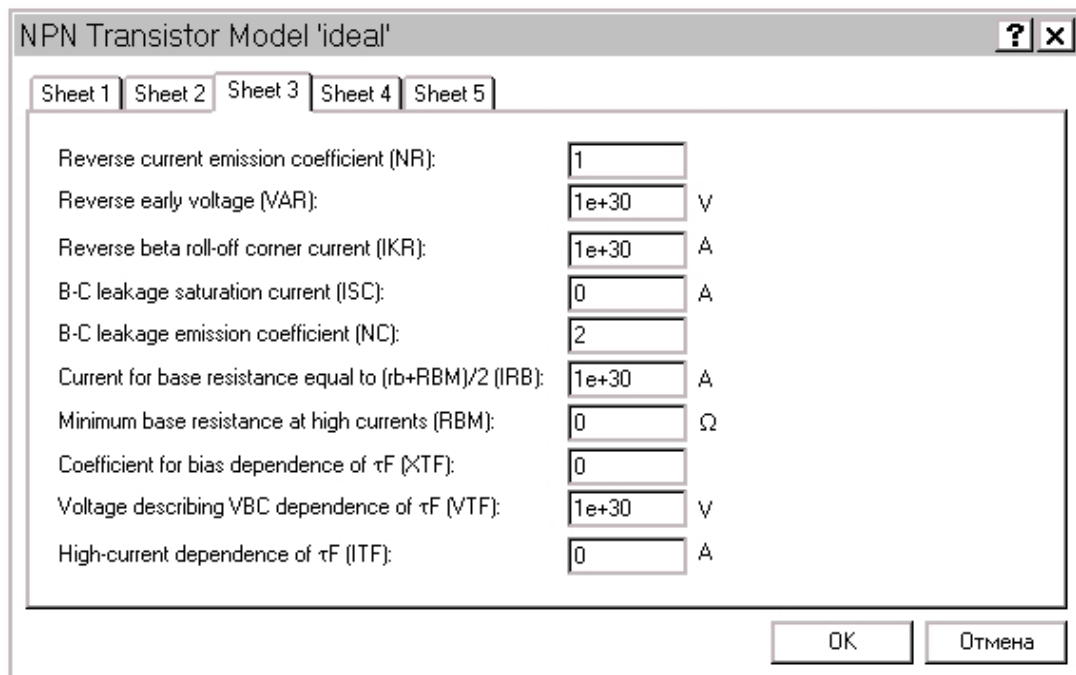 NPN Transistor Model 'ideal' ? ×
Sheet 1 Sheet 2 Sheet 3 Sheet 4 Sheet 5
Reverse current emission coefficient (NR): 1
Reverse early voltage (VAR): 1e+30 V
Reverse beta roll-off corner current (IKR): 1e+30 A
B-C leakage saturation current (ISC): 0 A
B-C leakage emission coefficient (NC): 2
Current for base resistance equal to (rb+RBM)/2 (IRB): 1e+30 A
Minimum base resistance at high currents (RBM): 0 Ω
Coefficient for bias dependence of τF (XTF): 0
Voltage describing VBC dependence of τF (VTF): 1e+30 V
High-current dependence of τF (ITF): 0 A
OK Отмена